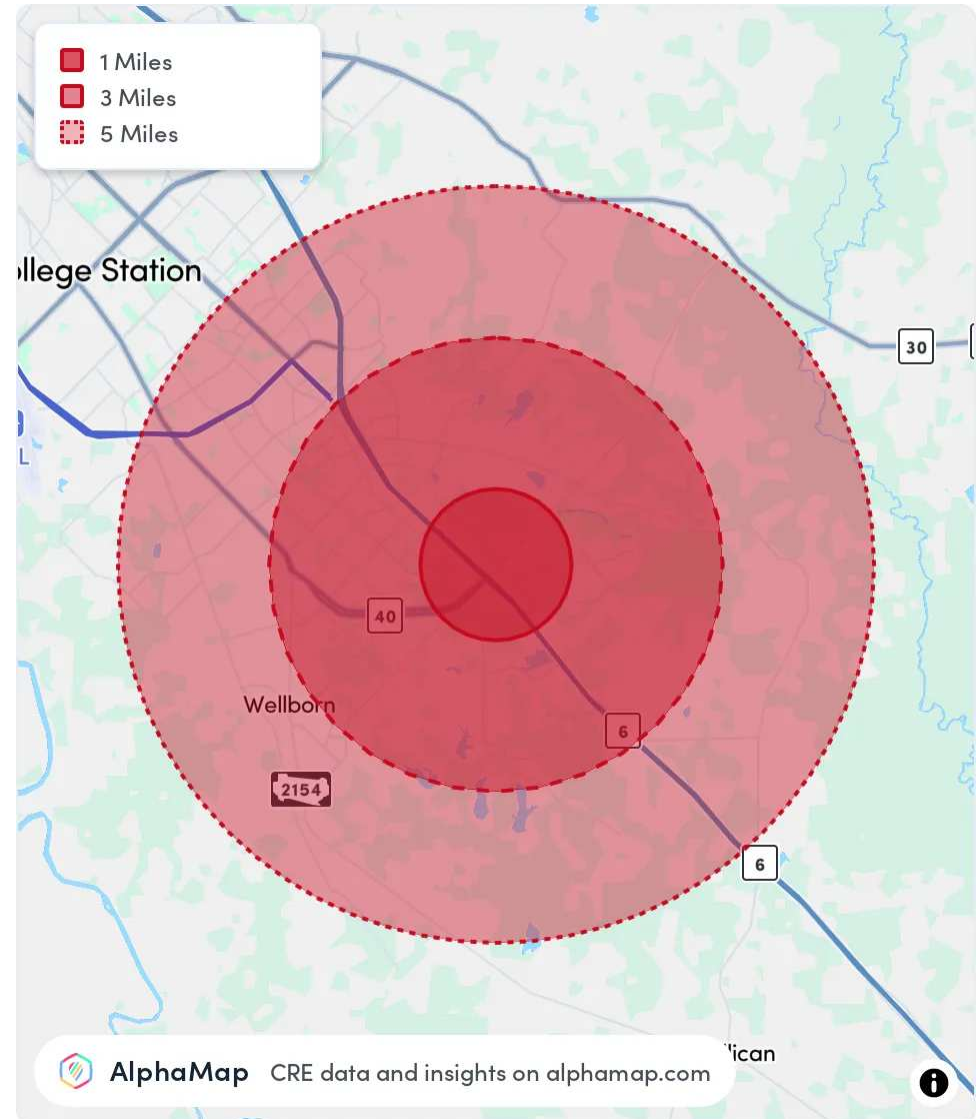 1 Miles
3 Miles
5 Miles
ollege Station
30
L
40
Wellborn
6
2154
6
llican
AlphaMap CRE data and insights on alphamap.com